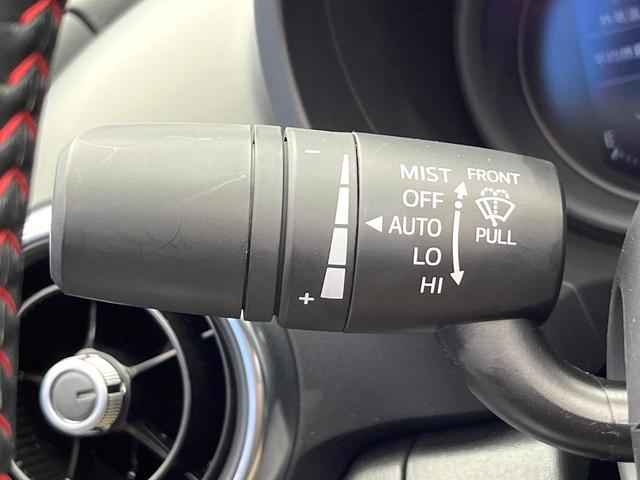 −
+
MIST
OFF
AUTO
LO
HI
FRONT
PULL
E